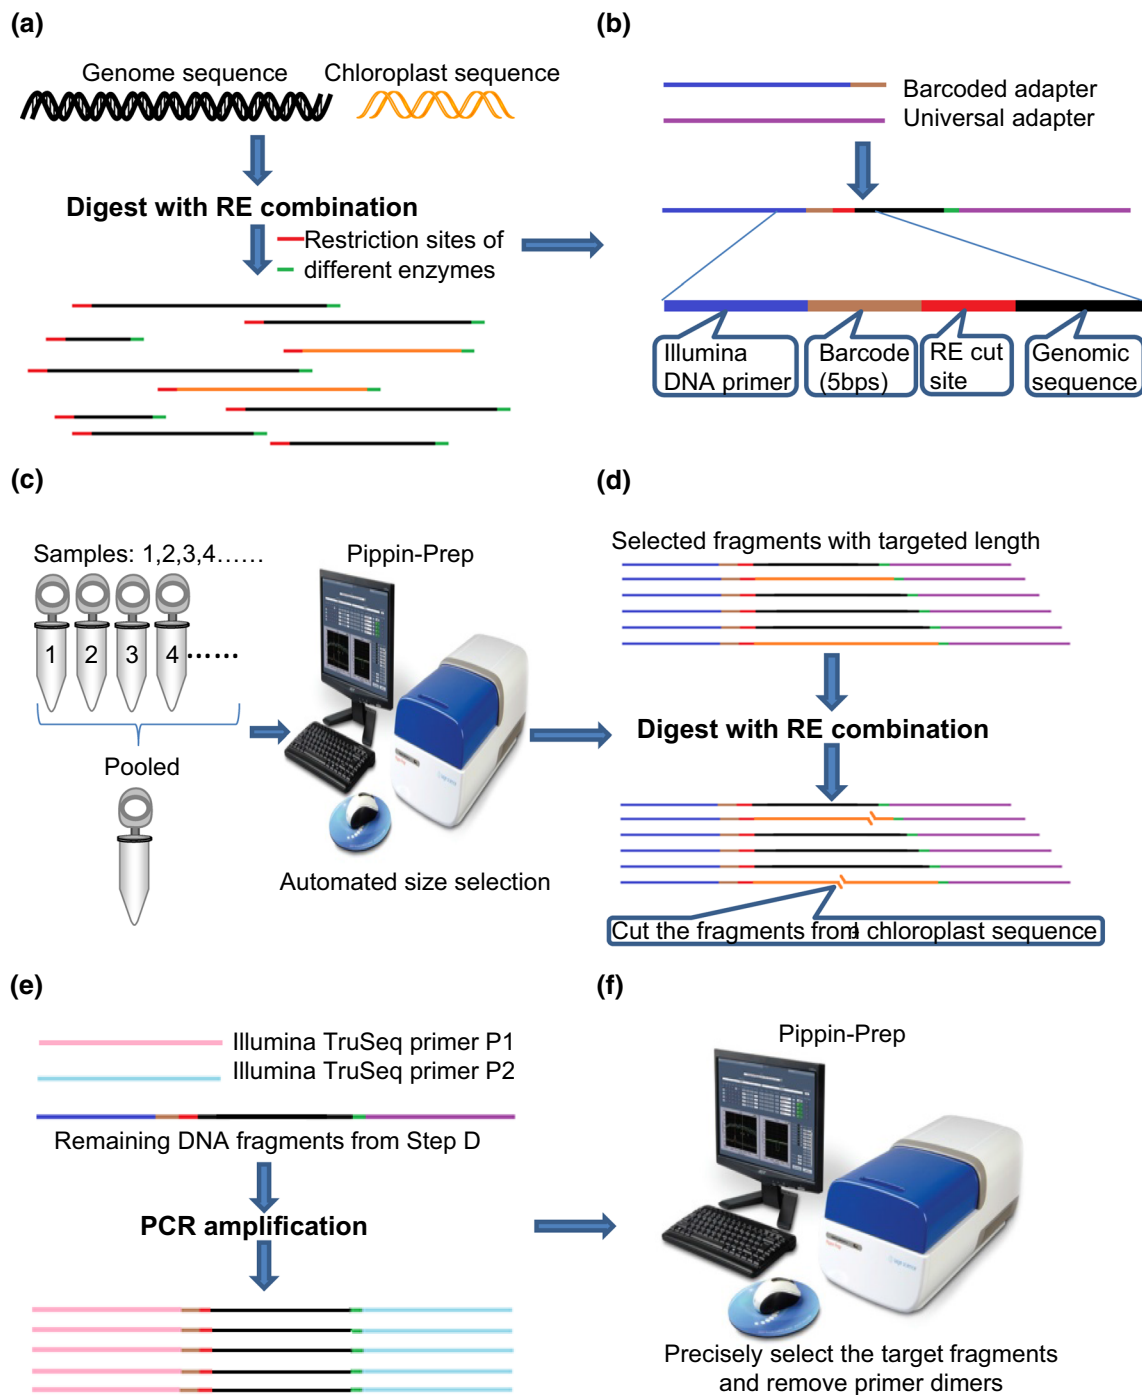 (a)
Genome sequence
Chloroplast sequence
Digest with RE combination
Restriction sites of
different enzymes
(b)
Barcoded adapter
Universal adapter
Illumina
DNA primer
Barcode
(5bps)
RE cut
site
Genomic
sequence
(c)
Samples: 1,2,3,4……
1
2
3
4
……
Pooled
Pippin-Prep
Automated size selection
(d)
Selected fragments with targeted length
Digest with RE combination
Cut the fragments from chloroplast sequence
(e)
Illumina TruSeq primer P1
Illumina TruSeq primer P2
Remaining DNA fragments from Step D
PCR amplification
(f)
Pippin-Prep
Precisely select the target fragments
and remove primer dimers